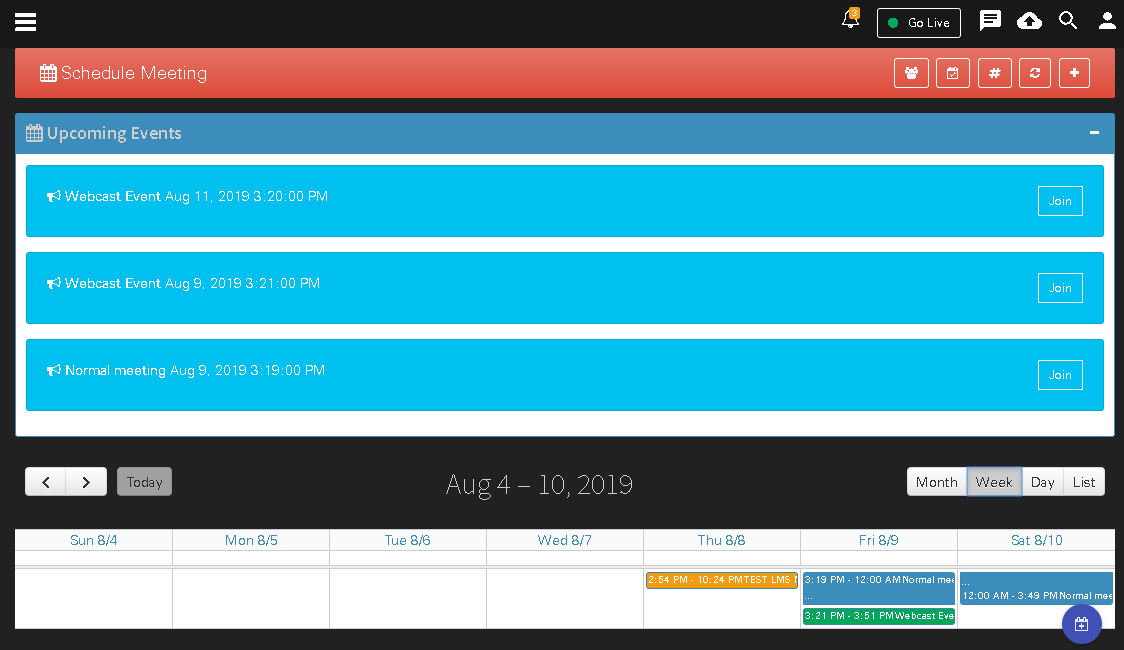 3
Go Live
Schedule Meeting
Upcoming Events
Webcast Event Aug 11, 2019 3:20:00 PM
Join
Webcast Event Aug 9, 2019 3:21:00 PM
Join
Normal meeting Aug 9, 2019 3:19:00 PM
Join
Today
Aug 4 – 10, 2019
Month Week Day List
Sun 8/4 Mon 8/5 Tue 8/6 Wed 8/7 Thu 8/8 Fri 8/9 Sat 8/10
2:54 PM - 10:24 PM TEST LMS
3:19 PM - 12:00 AM Normal mee
...
...
12:00 AM - 3:49 PM Normal mee
3:21 PM - 3:51 PM Webcast Eve